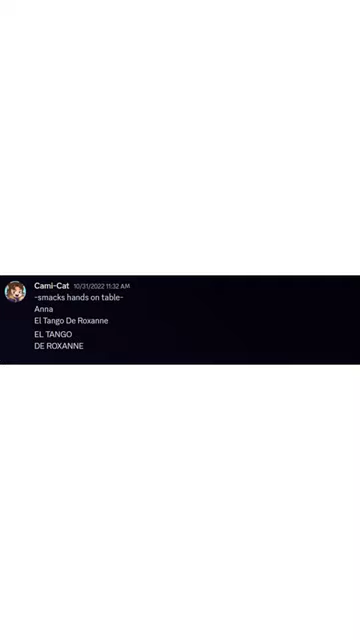 Cami-Cat 10/31/2022 11:32 AM
-smacks hands on table-
Anna
El Tango De Roxanne
EL TANGO
DE ROXANNE